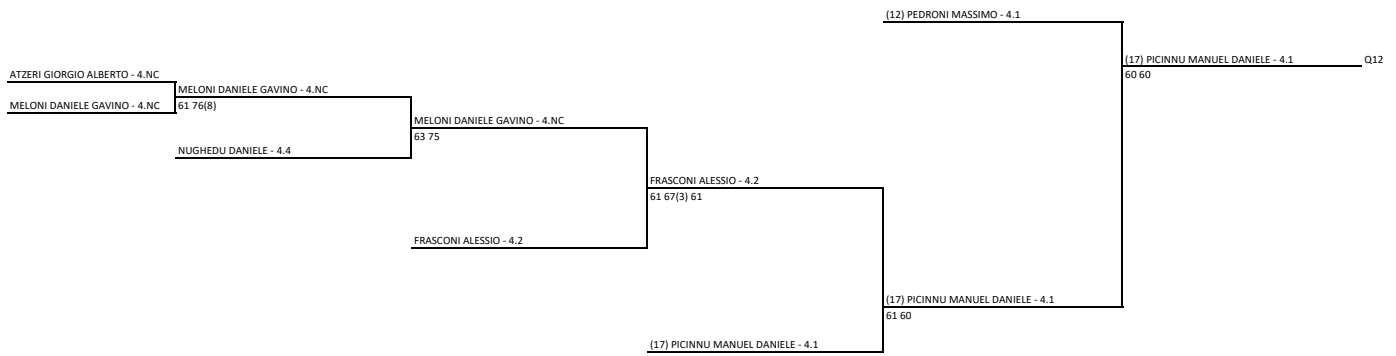 (12) PEDRONI MASSIMO - 4.1
(17) PICINNU MANUEL DANIELE - 4.1 Q12
60 60
ATZERI GIORGIO ALBERTO - 4.NC
MELONI DANIELE GAVINO - 4.NC
61 76(8)
MELONI DANIELE GAVINO - 4.NC
MELONI DANIELE GAVINO - 4.NC
63 75
NUGHEDU DANIELE - 4.4
FRASCONI ALESSIO - 4.2
61 67(3) 61
FRASCONI ALESSIO - 4.2
(17) PICINNU MANUEL DANIELE - 4.1
61 60
(17) PICINNU MANUEL DANIELE - 4.1